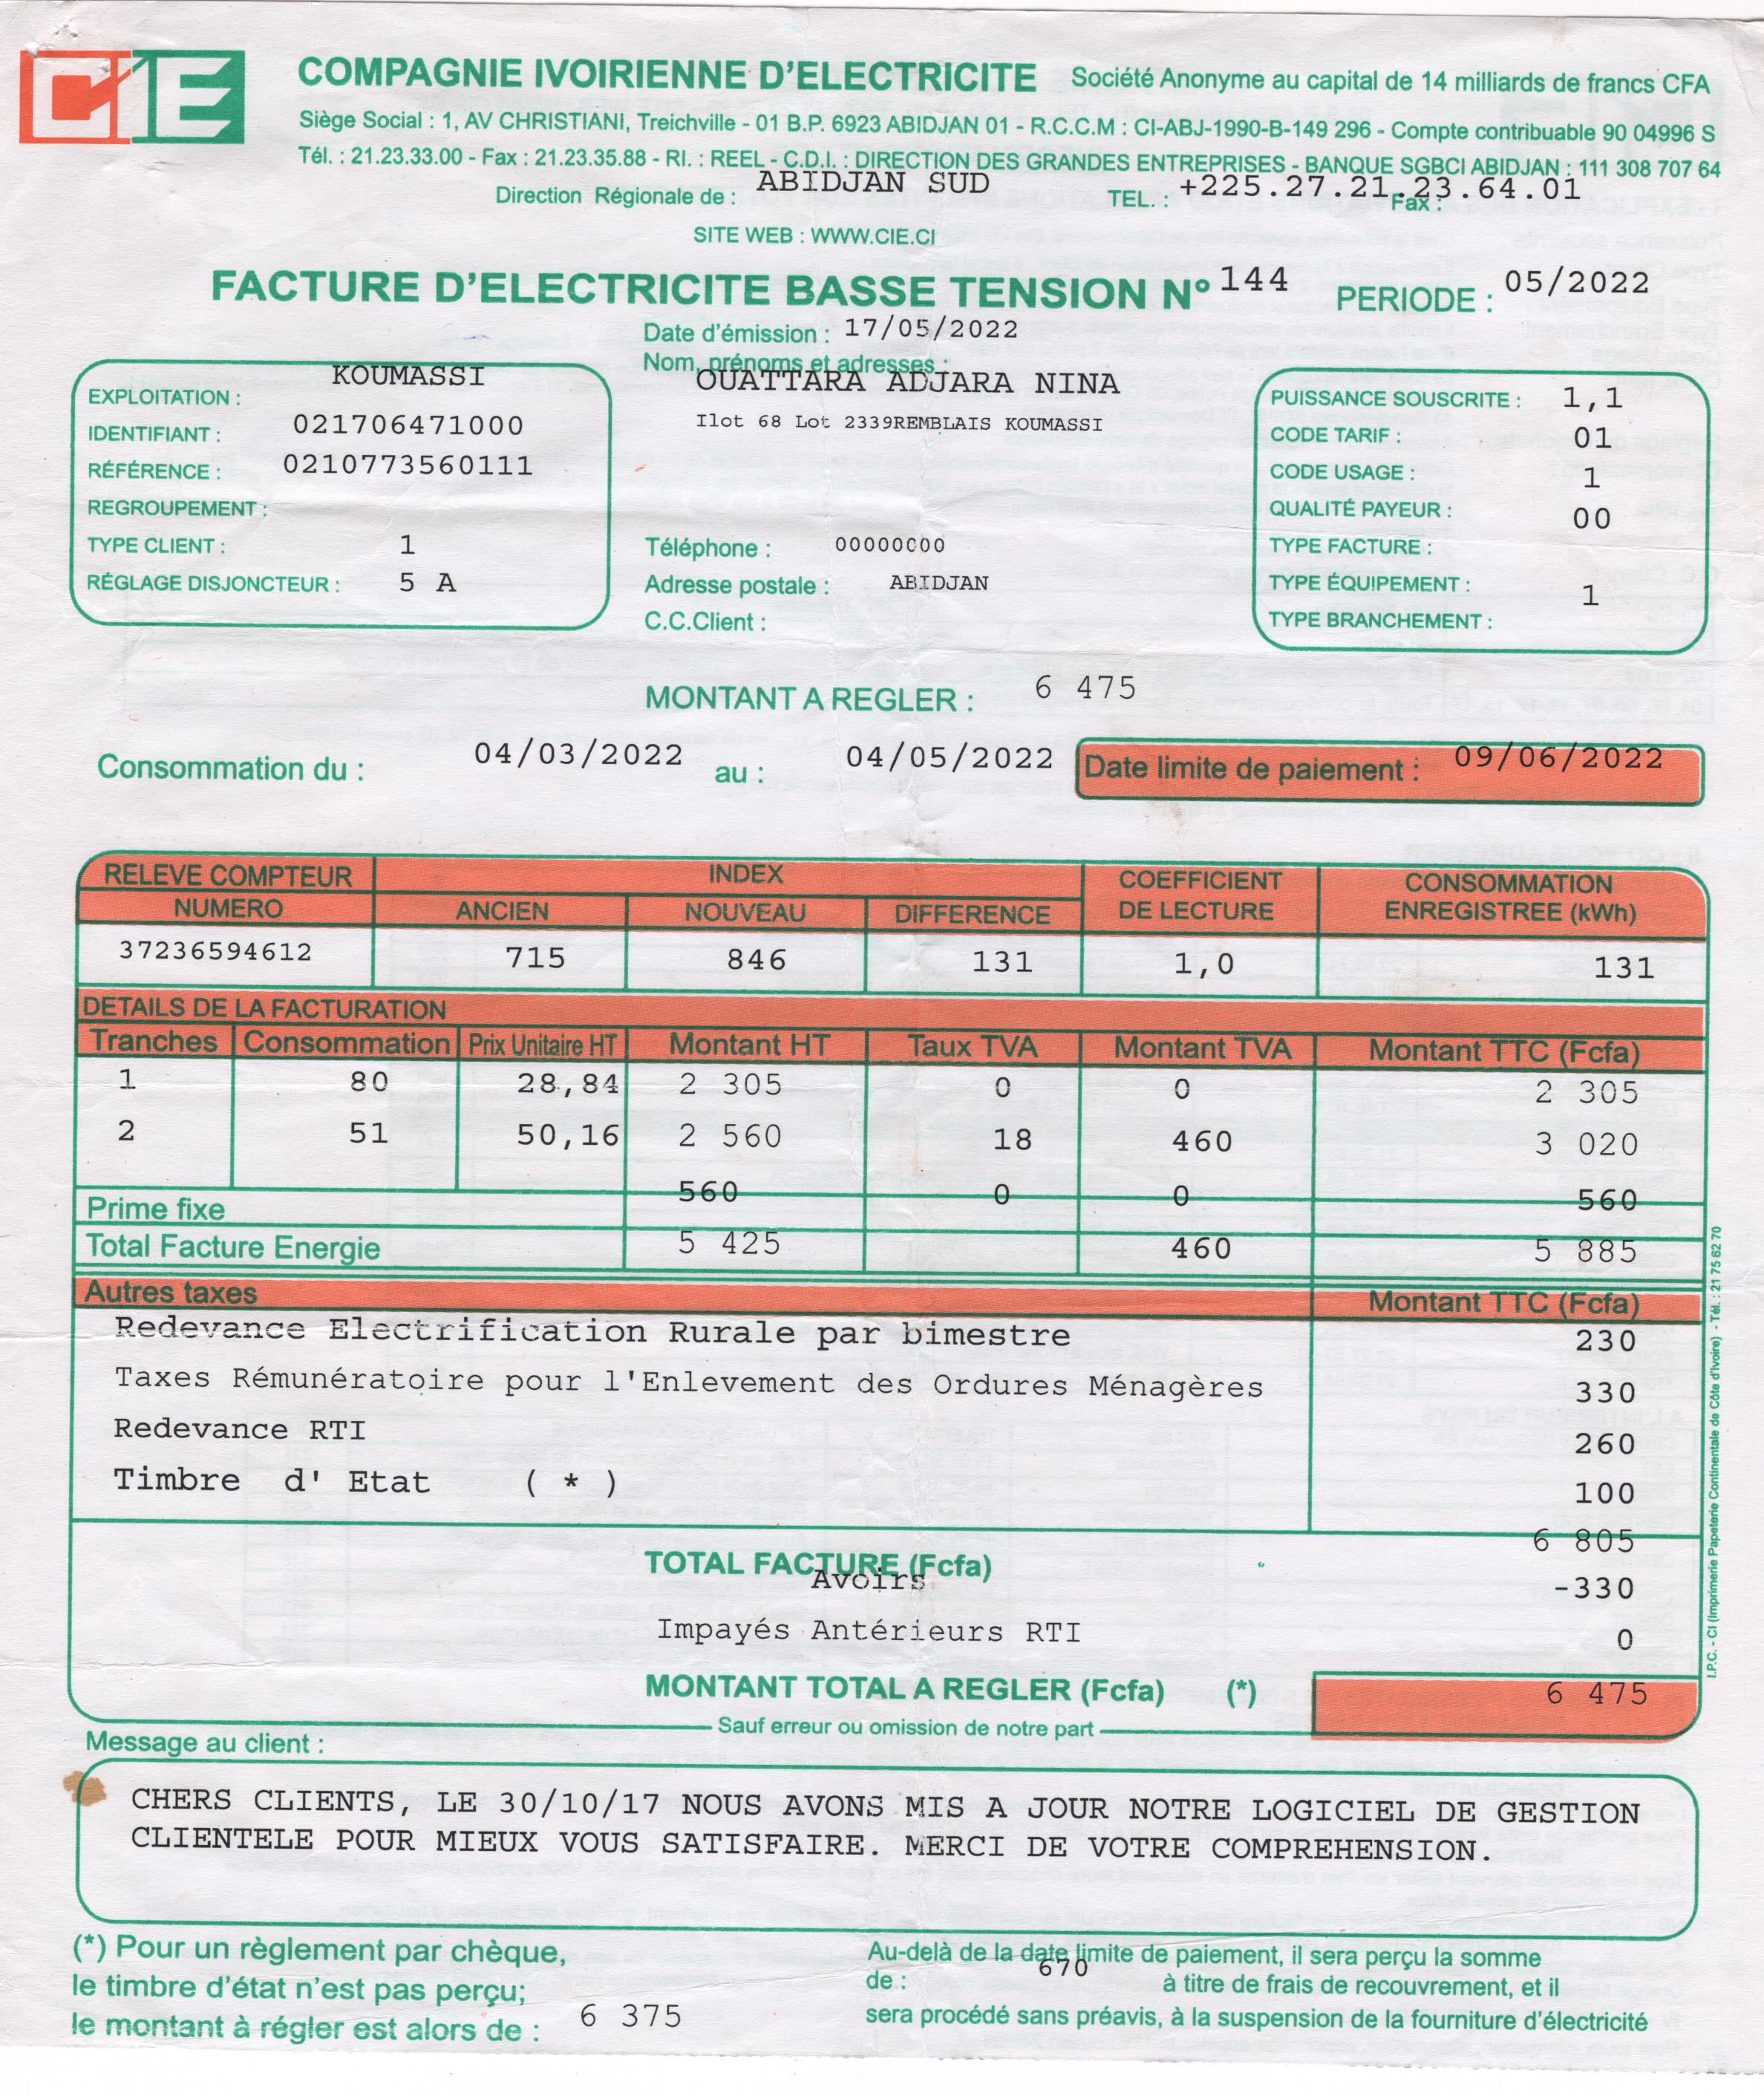 CIE
COMPAGNIE IVOIRIENNE D'ELECTRICITE Société Anonyme au capital de 14 milliards de francs CFA
Siège Social : 1, AV CHRISTIANI, Treichville - 01 B.P. 6923 ABIDJAN 01 - R.C.C.M : CI-ABJ-1990-B-149 296 - Compte contribuable 90 04996 S
Tél. : 21.23.33.00 - Fax : 21.23.35.88 - RI. : REEL - C.D.I. : DIRECTION DES GRANDES ENTREPRISES - BANQUE SGBCI ABIDJAN : 111 308 707 64
Direction Régionale de : ABIDJAN SUD TEL. : +225.27.21.23.64.01 Fax :
SITE WEB : WWW.CIE.CI
FACTURE D'ELECTRICITE BASSE TENSION N° 144 PERIODE : 05/2022
Date d'émission : 17/05/2022
Nom, prénoms et adresses :
OUATTARA ADJARA NINA
Ilot 68 Lot 2339REMBLAIS KOUMASSI
EXPLOITATION : KOUMASSI
IDENTIFIANT : 021706471000
RÉFÉRENCE : 0210773560111
REGROUPEMENT :
TYPE CLIENT : 1
RÉGLAGE DISJONCTEUR : 5 A
Téléphone : 00000000
Adresse postale : ABIDJAN
C.C.Client :
PUISSANCE SOUSCRITE : 1,1
CODE TARIF : 01
CODE USAGE : 1
QUALITÉ PAYEUR : 00
TYPE FACTURE :
TYPE ÉQUIPEMENT : 1
TYPE BRANCHEMENT :
MONTANT A REGLER : 6 475
Consommation du : 04/03/2022 au : 04/05/2022 Date limite de paiement : 09/06/2022
RELEVE COMPTEUR INDEX COEFFICIENT CONSOMMATION
NUMERO ANCIEN NOUVEAU DIFFERENCE DE LECTURE ENREGISTREE (kWh)
37236594612 715 846 131 1,0 131
DETAILS DE LA FACTURATION
Tranches Consommation Prix Unitaire HT Montant HT Taux TVA Montant TVA Montant TTC (Fcfa)
1 80 28,84 2 305 0 0 2 305
2 51 50,16 2 560 18 460 3 020
Prime fixe 560 0 0 560
Total Facture Energie 5 425 460 5 885
Autres taxes Montant TTC (Fcfa)
Redevance Electrification Rurale par bimestre 230
Taxes Rémunératoire pour l'Enlevement des Ordures Ménagères 330
Redevance RTI 260
Timbre d' Etat ( * ) 100
TOTAL FACTURE (Fcfa) 6 805
Avoirs -330
Impayés Antérieurs RTI 0
MONTANT TOTAL A REGLER (Fcfa) (*) 6 475
Sauf erreur ou omission de notre part
I.P.C. - CI (Imprimerie Papeterie Continentale de Côte d'Ivoire) - Tél. : 21 75 62 70
Message au client :
CHERS CLIENTS, LE 30/10/17 NOUS AVONS MIS A JOUR NOTRE LOGICIEL DE GESTION
CLIENTELE POUR MIEUX VOUS SATISFAIRE. MERCI DE VOTRE COMPREHENSION.
(*) Pour un règlement par chèque,
le timbre d'état n'est pas perçu;
le montant à régler est alors de : 6 375
Au-delà de la date limite de paiement, il sera perçu la somme
de : 670 à titre de frais de recouvrement, et il
sera procédé sans préavis, à la suspension de la fourniture d'électricité